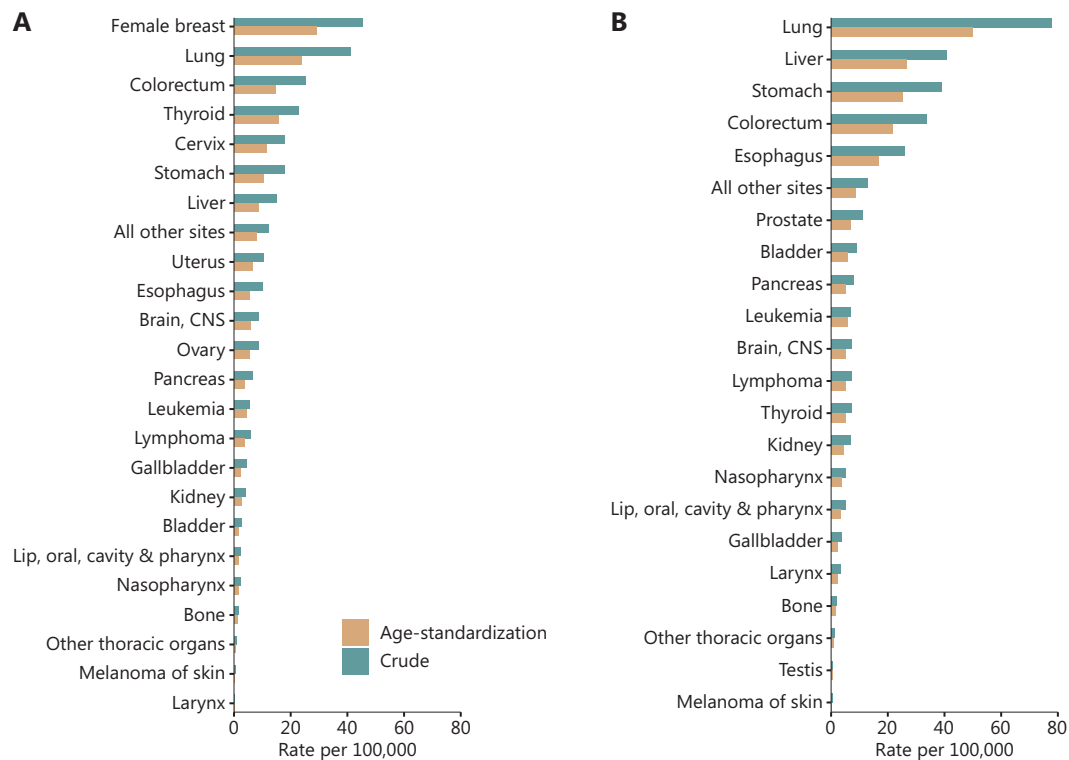 A
Female breast
Lung
Colorectum
Thyroid
Cervix
Stomach
Liver
All other sites
Uterus
Esophagus
Brain, CNS
Ovary
Pancreas
Leukemia
Lymphoma
Gallbladder
Kidney
Bladder
Lip, oral, cavity & pharynx
Nasopharynx
Bone
Other thoracic organs
Melanoma of skin
Larynx
0 20 40 60 80
Rate per 100,000
Age-standardization
Crude
B
Lung
Liver
Stomach
Colorectum
Esophagus
All other sites
Prostate
Bladder
Pancreas
Leukemia
Brain, CNS
Lymphoma
Thyroid
Kidney
Nasopharynx
Lip, oral, cavity & pharynx
Gallbladder
Larynx
Bone
Other thoracic organs
Testis
Melanoma of skin
0 20 40 60 80
Rate per 100,000